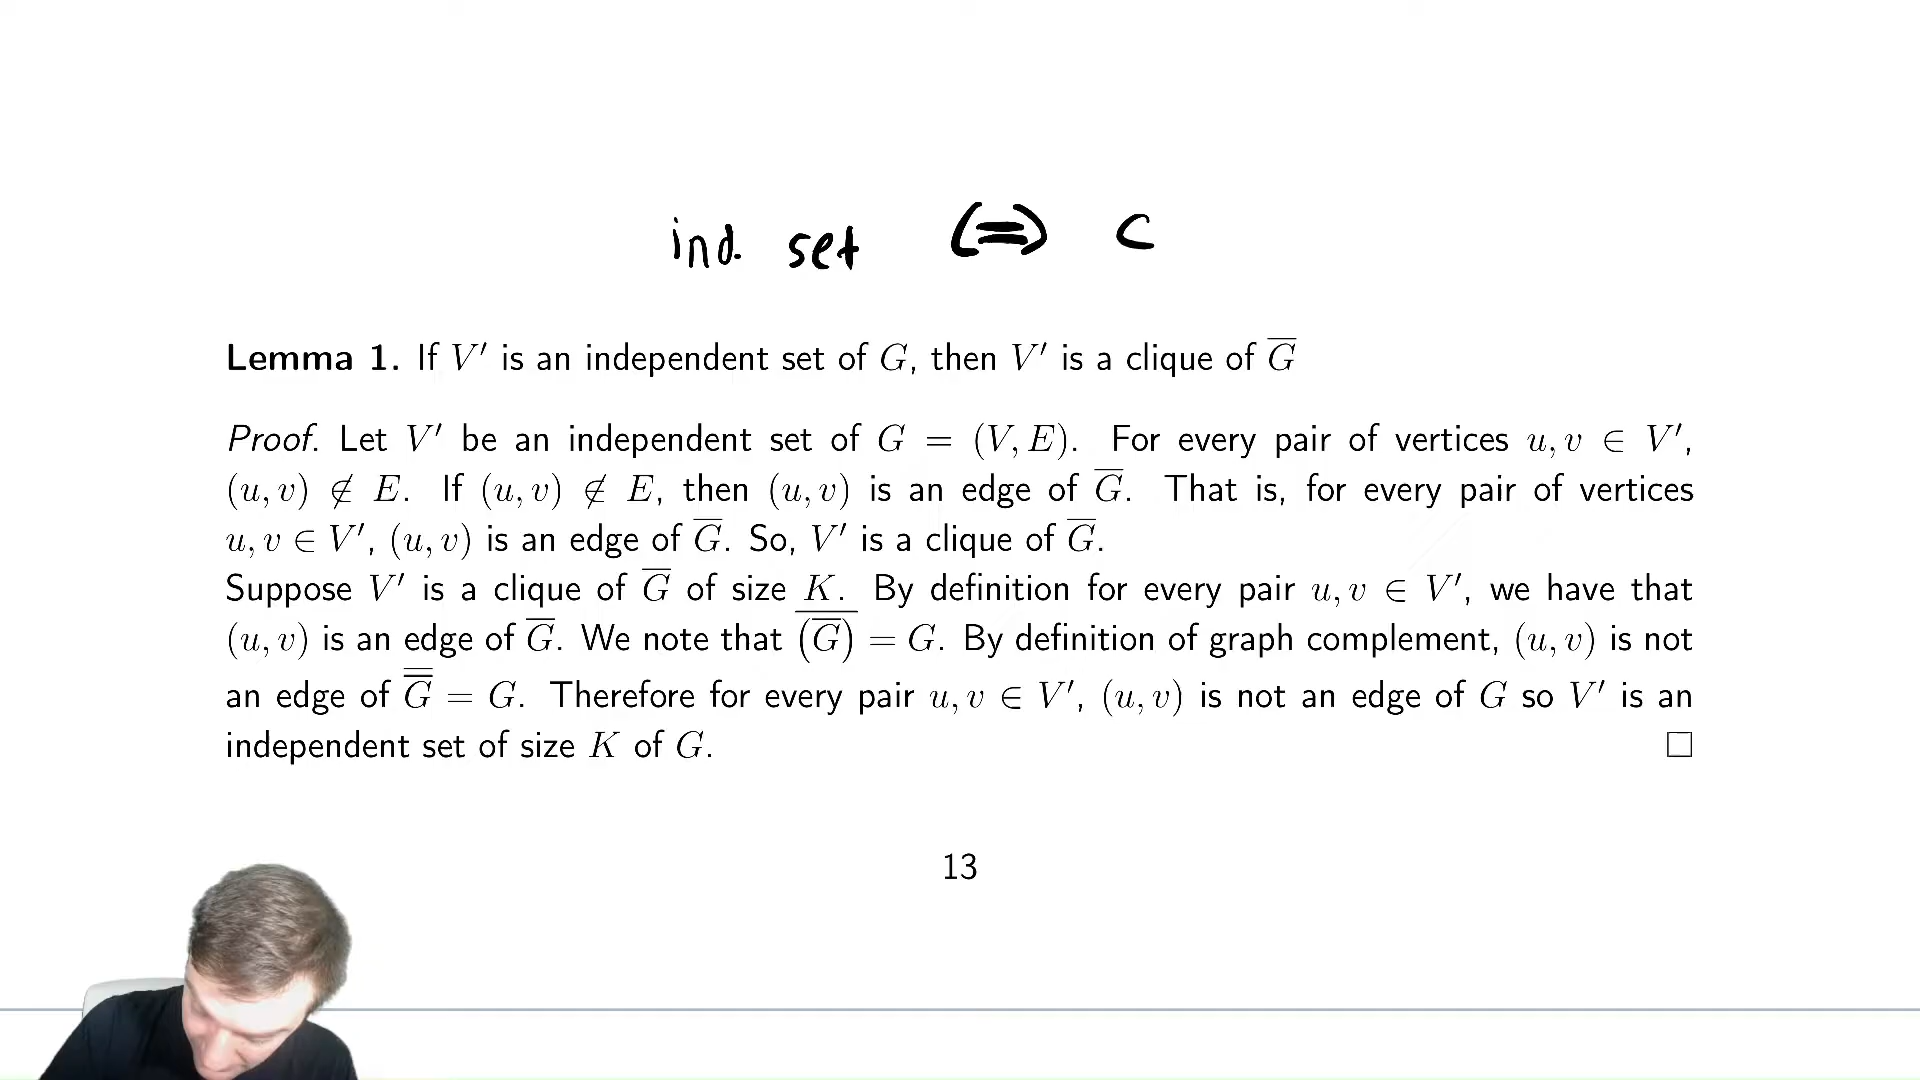 ind. set (=) C
Lemma 1. If V′ is an independent set of G, then V′ is a clique of G̅
Proof. Let V′ be an independent set of G = (V, E). For every pair of vertices u, v ∈ V′,
(u, v) ∉ E. If (u, v) ∉ E, then (u, v) is an edge of G̅. That is, for every pair of vertices
u, v ∈ V′, (u, v) is an edge of G̅. So, V′ is a clique of G̅.
Suppose V′ is a clique of G̅ of size K. By definition for every pair u, v ∈ V′, we have that
(u, v) is an edge of G̅. We note that \overline{(\overline{G})} = G. By definition of graph complement, (u, v) is not
an edge of \overline{\overline{G}} = G. Therefore for every pair u, v ∈ V′, (u, v) is not an edge of G so V′ is an
independent set of size K of G. □
13